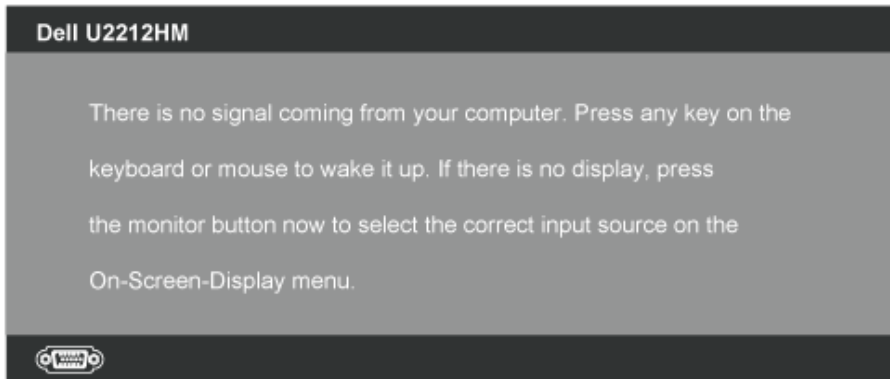 Dell U2212HM
There is no signal coming from your computer. Press any key on the
keyboard or mouse to wake it up. If there is no display, press
the monitor button now to select the correct input source on the
On-Screen-Display menu.